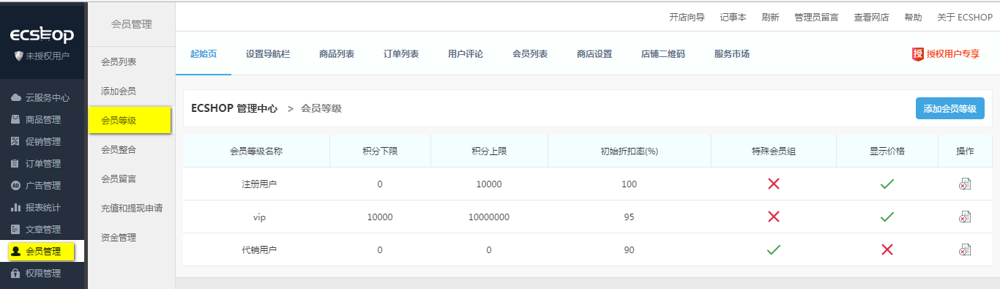 ecshop
未授权用户
云服务中心
商品管理
促销管理
订单管理
广告管理
报表统计
文章管理
会员管理
权限管理
会员管理
会员列表
添加会员
会员等级
会员整合
会员留言
充值和提现申请
资金管理
开店向导 记事本 刷新 管理员留言 查看网店 帮助 关于 ECSHOP
起始页 设置导航栏 商品列表 订单列表 用户评论 会员列表 商店设置 店铺二维码 服务市场 授 授权用户专享
ECSHOP 管理中心 > 会员等级 添加会员等级
会员等级名称 积分下限 积分上限 初始折扣率(%) 特殊会员组 显示价格 操作
注册用户 0 10000 100
vip 10000 10000000 95
代销用户 0 0 90